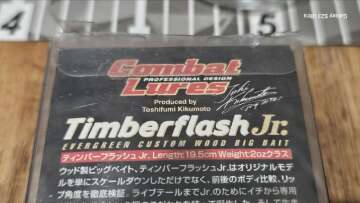 4
1
5
Galaxy S23 Ultra
Combat
PROFESSIONAL DESIGN
Lures
Produced by
Toshifumi Kikumoto
Timberflash Jr.
EVERGREEN CUSTOM WOOD BIG BAIT
ティンバーフラッシュ Jr. Length:19.5cm Weight:2ozクラス
ウッド製ビッグベイト、ティンバーフラッシュJr.はオリジナルモデ
ルを単にスケールダウンしただけでなく、前後のボディ比較、リッ
プ角度を徹底検証。ライブテールまでJr.のためにイチから専用